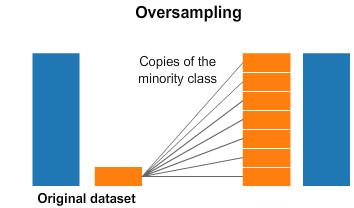 Oversampling
Copies of the
minority class
Original dataset